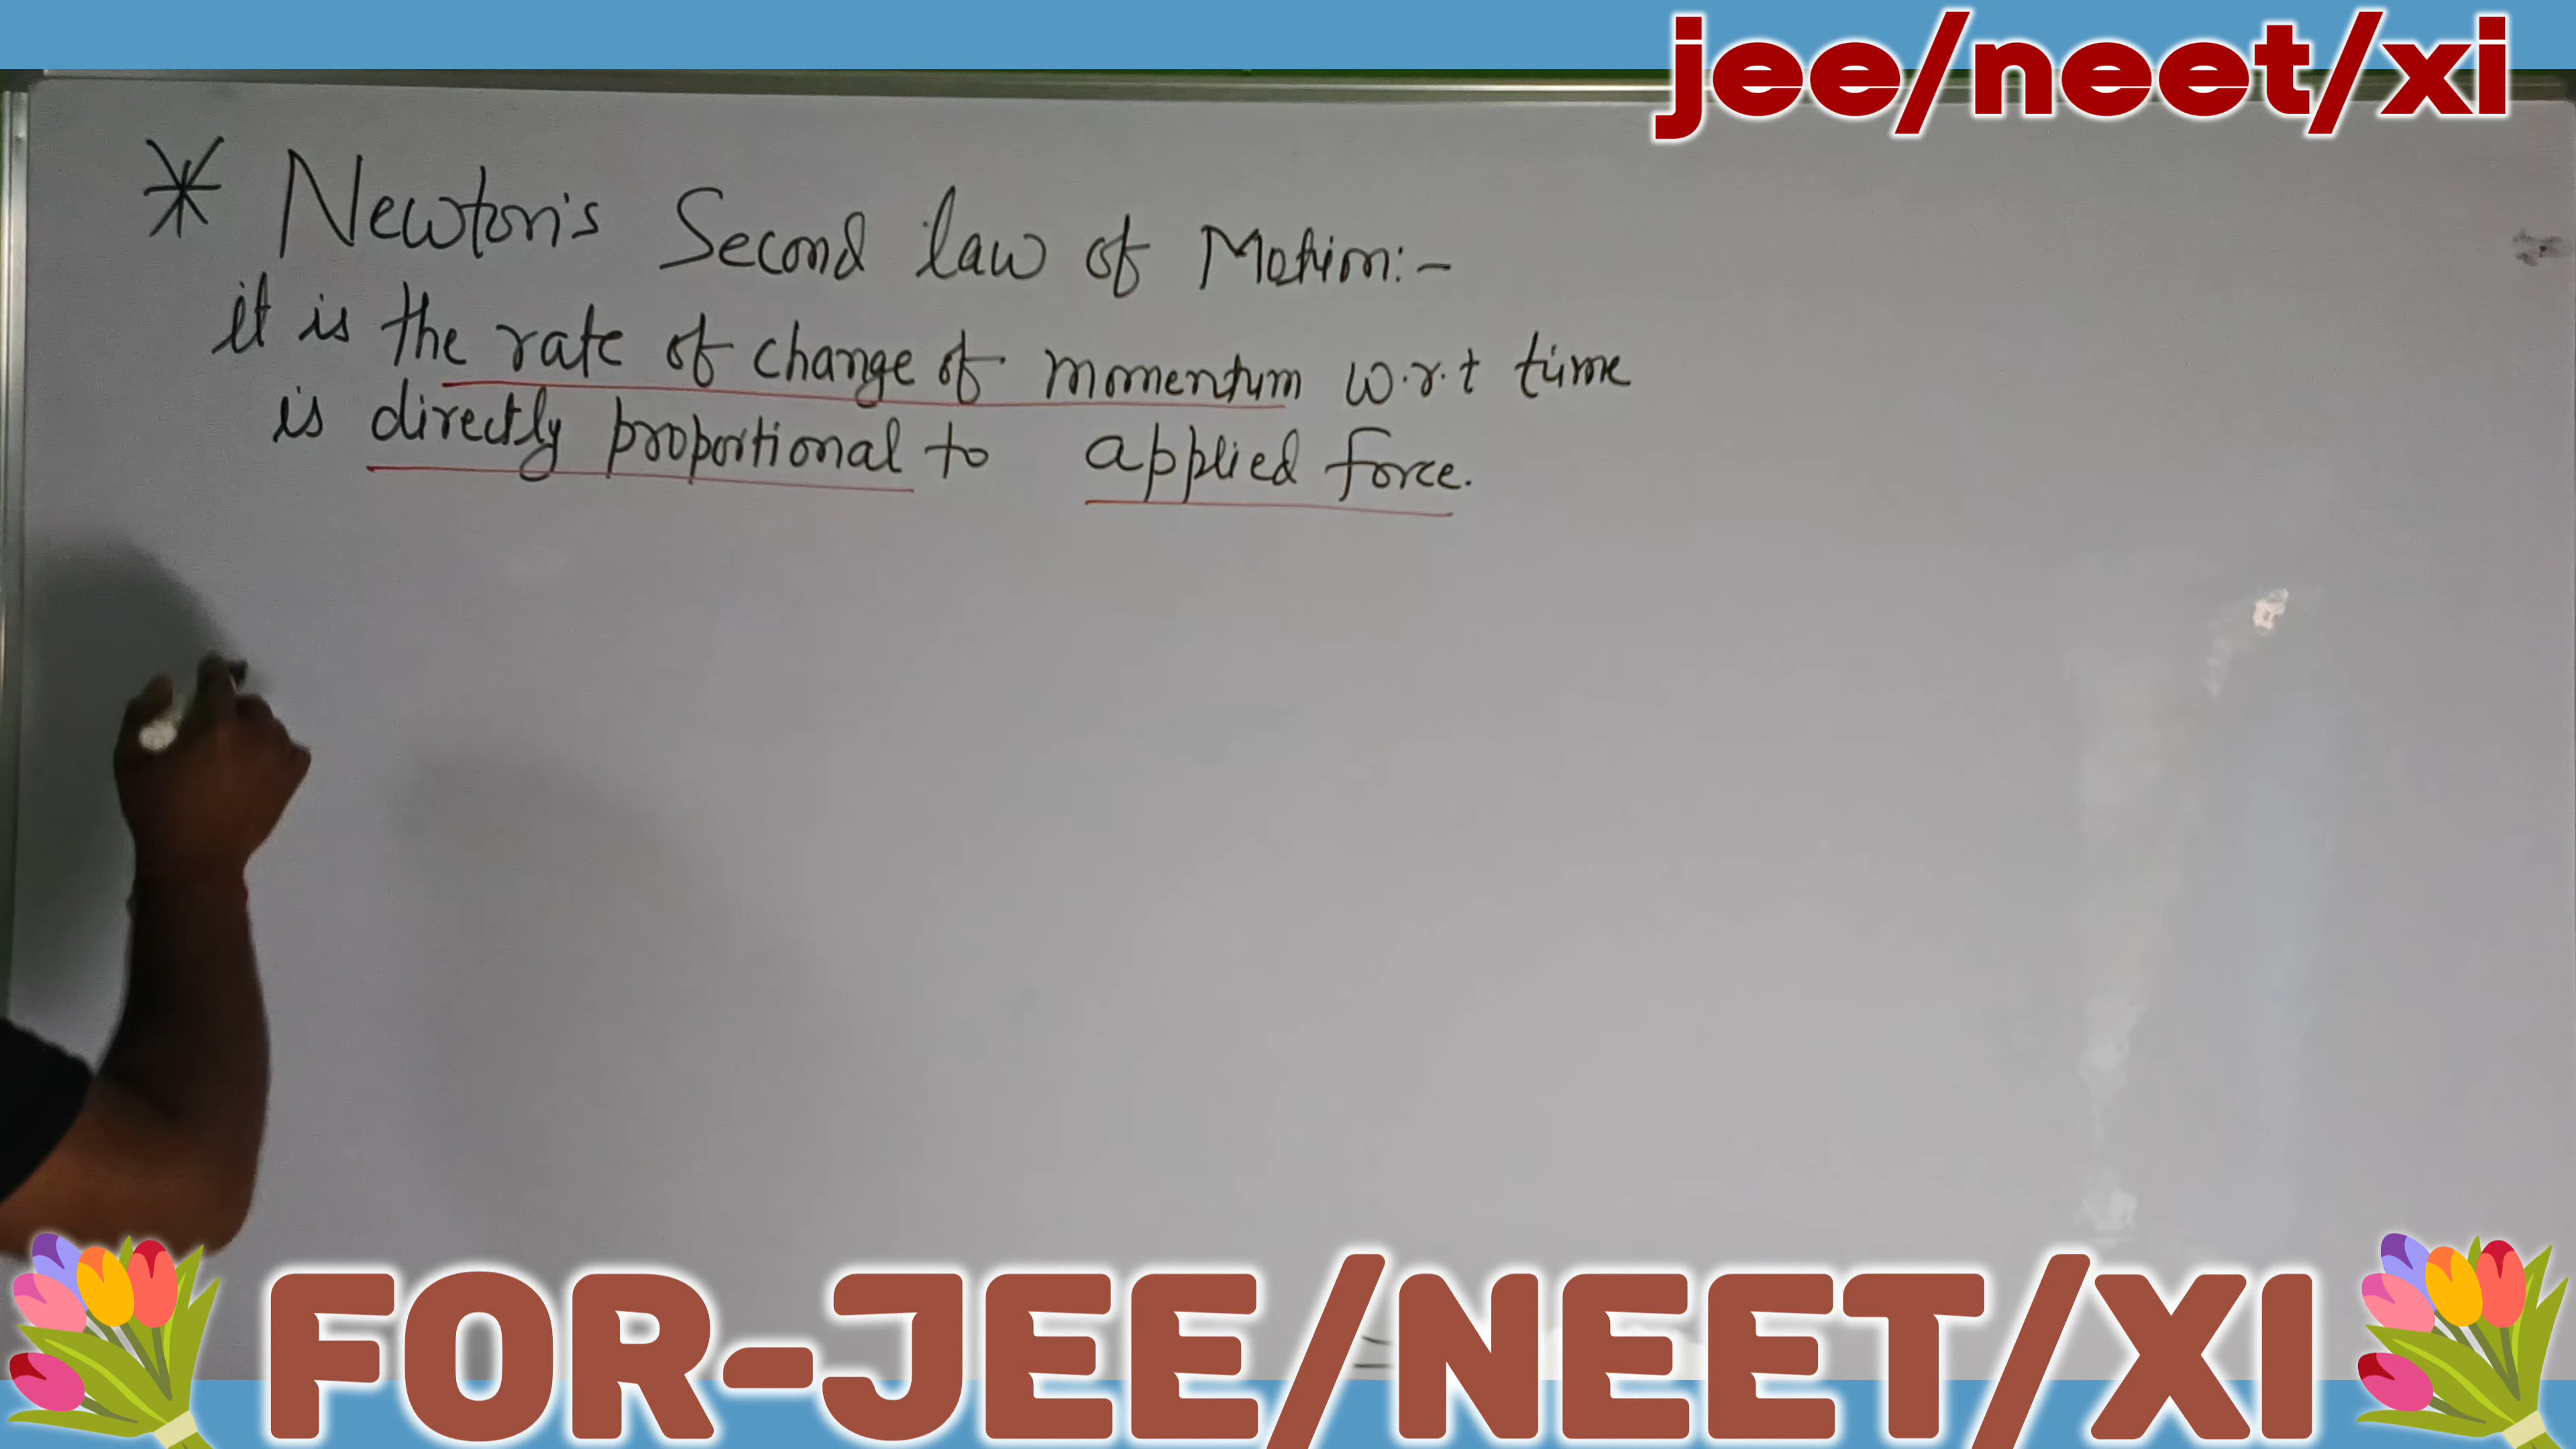 jee/neet/xi
* Newton's Second law of Motion:-
it is the rate of change of momentum w.r.t time
is directly proportional to applied force.
FOR-JEE/NEET/XI